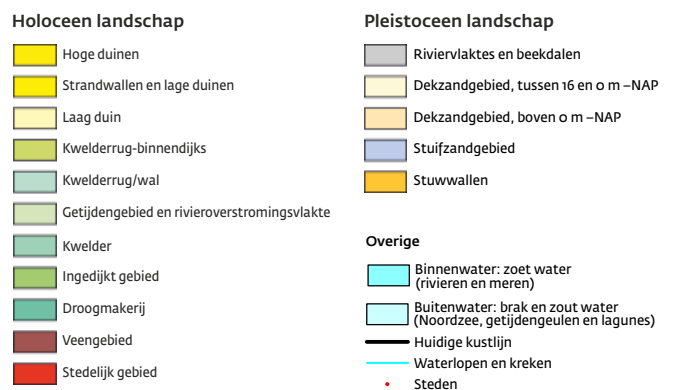 Holoceen landschap
Hoge duinen
Strandwallen en lage duinen
Laag duin
Kwelderrug-binnendijks
Kwelderrug/wal
Getijdengebied en rivieroverstromingsvlakte
Kwelder
Ingedijkt gebied
Droogmakerij
Veengebied
Stedelijk gebied
Pleistoceen landschap
Riviervlaktes en beekdalen
Dekzandgebied, tussen 16 en 0 m –NAP
Dekzandgebied, boven 0 m –NAP
Stuifzandgebied
Stuwwallen
Overige
Binnenwater: zoet water
(rivieren en meren)
Buitenwater: brak en zout water
(Noordzee, getijdengeulen en lagunes)
Huidige kustlijn
Waterlopen en kreken
Steden